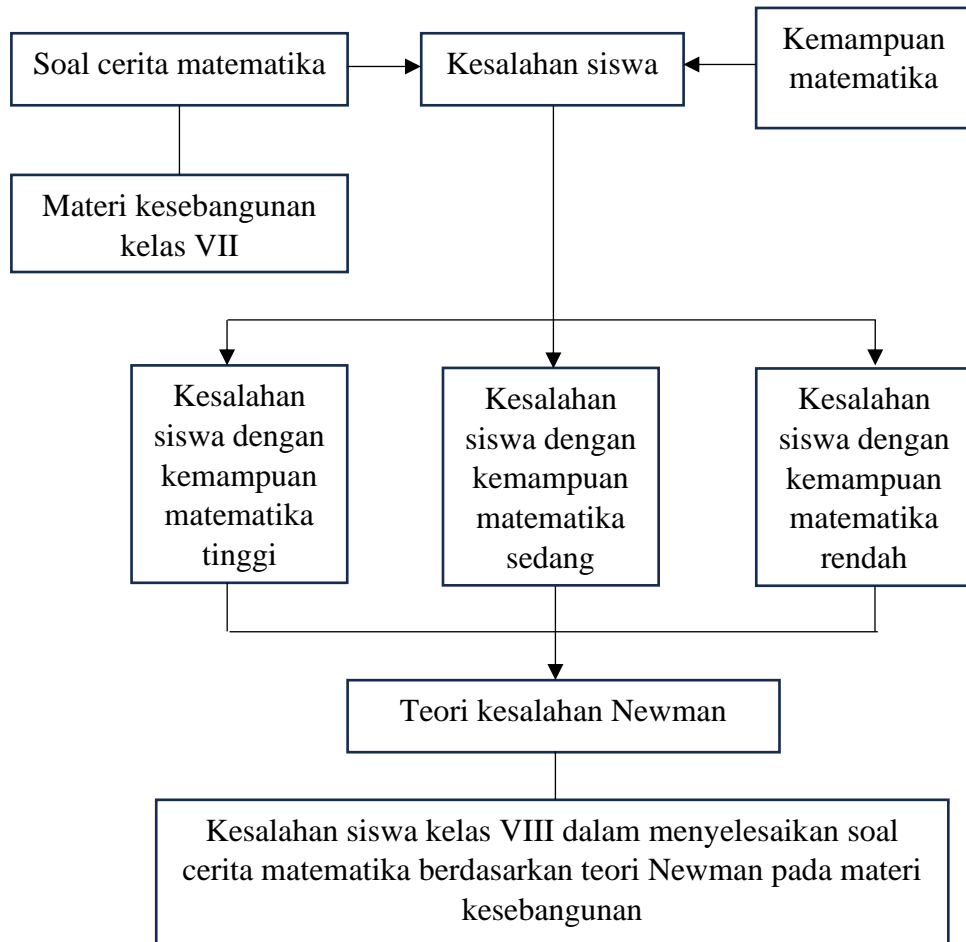 Soal cerita matematika
Kesalahan siswa
Kemampuan
matematika
Materi kesebangunan
kelas VII
Kesalahan
siswa dengan
kemampuan
matematika
tinggi
Kesalahan
siswa dengan
kemampuan
matematika
sedang
Kesalahan
siswa dengan
kemampuan
matematika
rendah
Teori kesalahan Newman
Kesalahan siswa kelas VIII dalam menyelesaikan soal
cerita matematika berdasarkan teori Newman pada materi
kesebangunan